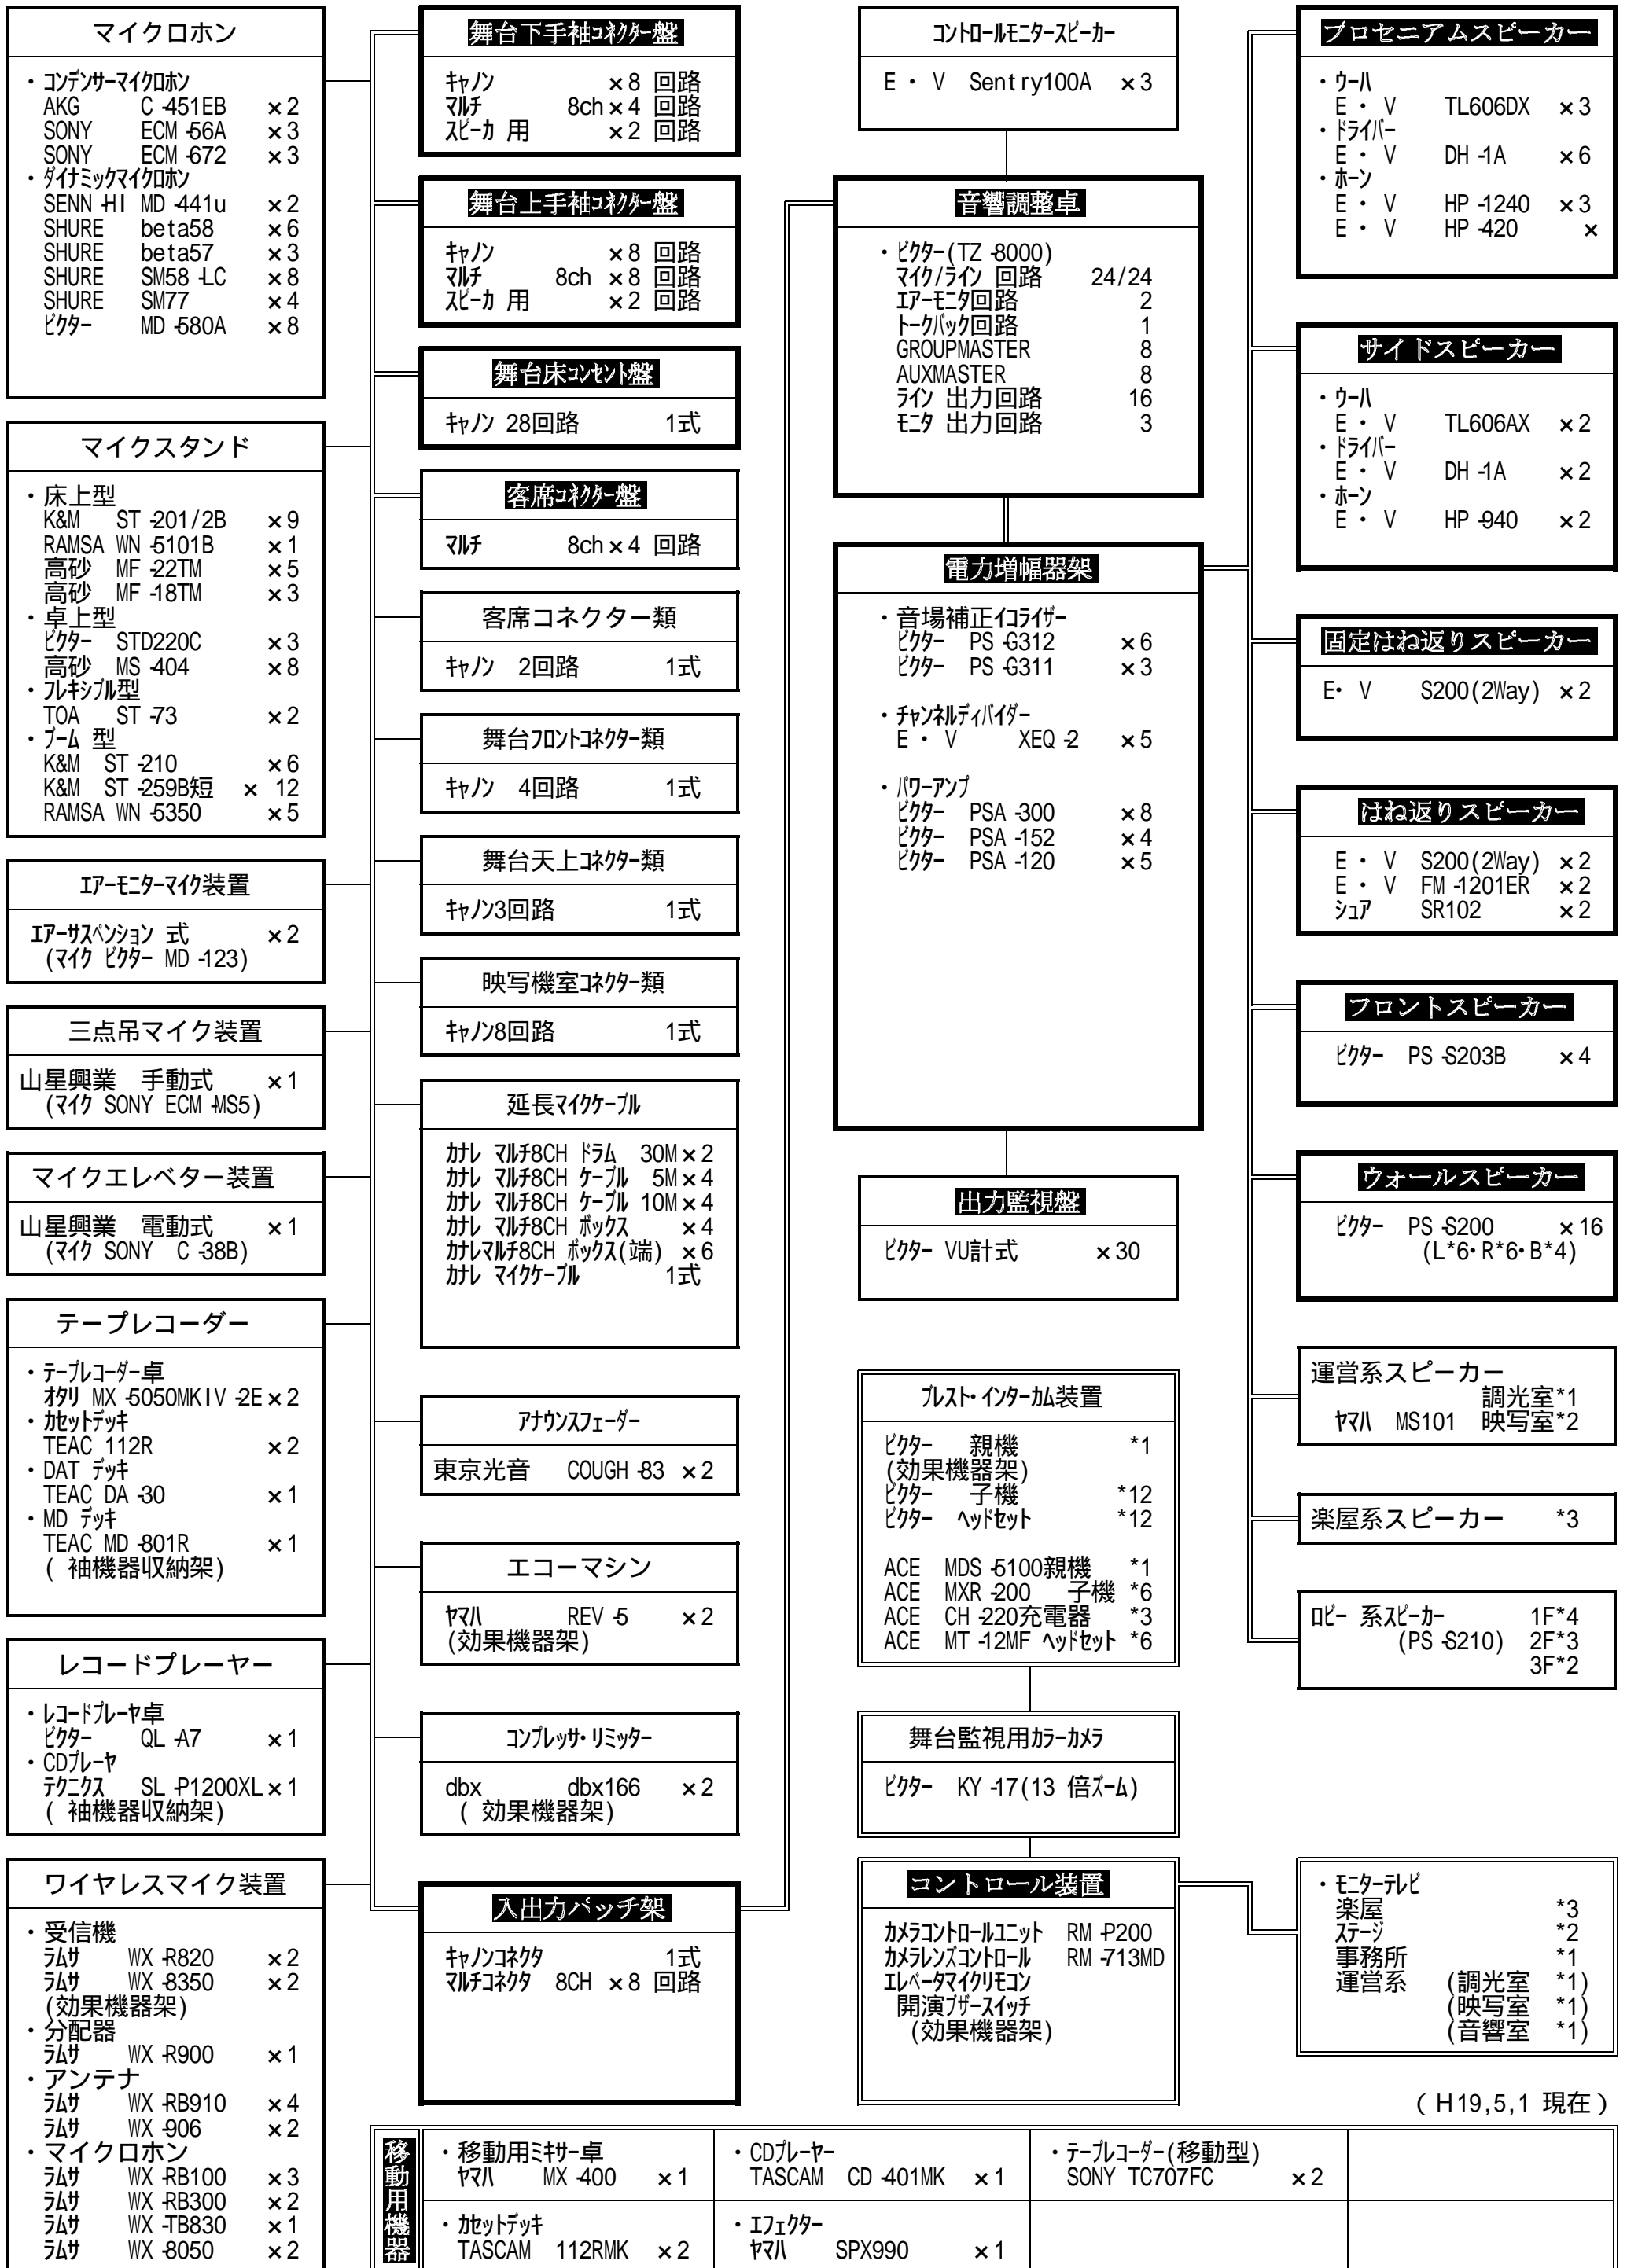 マイクロホン
・ｺﾝﾃﾞﾝｻｰﾏｲｸﾛﾎﾝ
AKG C-451EB ×2
SONY ECM-56A ×3
SONY ECM-672 ×3
・ﾀﾞｲﾅﾐｯｸﾏｲｸﾛﾎﾝ
SENN-HI MD-441u ×2
SHURE beta58 ×6
SHURE beta57 ×3
SHURE SM58-LC ×8
SHURE SM77 ×4
ﾋﾞｸﾀｰ MD-580A ×8
マイクスタンド
・床上型
K&M ST-201/2B ×9
RAMSA WN-5101B ×1
高砂 MF-22TM ×5
高砂 MF-18TM ×3
・卓上型
ﾋﾞｸﾀｰ STD220C ×3
高砂 MS-404 ×8
・ﾌﾚｷｼﾌﾞﾙ型
TOA ST-73 ×2
・ﾌﾞｰﾑ 型
K&M ST-210 ×6
K&M ST-259B短 × 12
RAMSA WN-5350 ×5
ｴｱｰﾓﾆﾀｰﾏｲｸ装置
ｴｱｰｻｽﾍﾟﾝｼｮﾝ 式 ×2
(ﾏｲｸ ﾋﾞｸﾀｰ MD-123)
三点吊マイク装置
山星興業 手動式 ×1
(ﾏｲｸ SONY ECM-MS5)
マイクエレベター装置
山星興業 電動式 ×1
(ﾏｲｸ SONY C-38B)
テープレコーダー
・ﾃｰﾌﾟﾚｺｰﾀﾞｰ卓
ｵﾀﾘ MX-5050MKIV-2E×2
・ｶｾｯﾄﾃﾞｯｷ
TEAC 112R ×2
・DAT ﾃﾞｯｷ
TEAC DA-30 ×1
・MD ﾃﾞｯｷ
TEAC MD-801R ×1
( 袖機器収納架)
レコードプレーヤー
・ﾚｺｰﾄﾞﾌﾟﾚｰﾔ卓
ﾋﾞｸﾀｰ QL-A7 ×1
・CDﾌﾟﾚｰﾔ
ﾃｸﾆｸｽ SL-P1200XL×1
( 袖機器収納架)
ワイヤレスマイク装置
・受信機
ﾗﾑｻ WX-R820 ×2
ﾗﾑｻ WX-8350 ×2
(効果機器架)
・分配器
ﾗﾑｻ WX-R900 ×1
・アンテナ
ﾗﾑｻ WX-RB910 ×4
ﾗﾑｻ WX-906 ×2
・マイクロホン
ﾗﾑｻ WX-RB100 ×3
ﾗﾑｻ WX-RB300 ×2
ﾗﾑｻ WX-TB830 ×1
ﾗﾑｻ WX-8050 ×2
舞台下手袖ｺﾈｸﾀｰ盤
ｷｬﾉﾝ ×8 回路
ﾏﾙﾁ 8ch×4 回路
ｽﾋﾟｰｶ 用 ×2 回路
舞台上手袖ｺﾈｸﾀｰ盤
ｷｬﾉﾝ ×8 回路
ﾏﾙﾁ 8ch ×8 回路
ｽﾋﾟｰｶ 用 ×2 回路
舞台床ｺﾝｾﾝﾄ盤
ｷｬﾉﾝ 28回路 1式
客席ｺﾈｸﾀｰ盤
ﾏﾙﾁ 8ch×4 回路
客席コネクター類
ｷｬﾉﾝ 2回路 1式
舞台ﾌﾛﾝﾄｺﾈｸﾀｰ類
ｷｬﾉﾝ 4回路 1式
舞台天上ｺﾈｸﾀｰ類
ｷｬﾉﾝ3回路 1式
映写機室ｺﾈｸﾀｰ類
ｷｬﾉﾝ8回路 1式
延長ﾏｲｸｹｰﾌﾞﾙ
ｶﾅﾚ ﾏﾙﾁ8CH ﾄﾞﾗﾑ 30M×2
ｶﾅﾚ ﾏﾙﾁ8CH ｹｰﾌﾞﾙ 5M×4
ｶﾅﾚ ﾏﾙﾁ8CH ｹｰﾌﾞﾙ 10M×4
ｶﾅﾚ ﾏﾙﾁ8CH ﾎﾞｯｸｽ ×4
ｶﾅﾚﾏﾙﾁ8CH ﾎﾞｯｸｽ(端) ×6
ｶﾅﾚ ﾏｲｸｹｰﾌﾞﾙ 1式
ｱﾅｳﾝｽﾌｪｰﾀﾞｰ
東京光音 COUGH-83 ×2
エコーマシン
ﾔﾏﾊ REV-5 ×2
(効果機器架)
ｺﾝﾌﾟﾚｯｻ･ﾘﾐｯﾀｰ
dbx dbx166 ×2
( 効果機器架)
入出力パッチ架
ｷｬﾉﾝｺﾈｸﾀ 1式
ﾏﾙﾁｺﾈｸﾀ 8CH ×8 回路
ｺﾝﾄﾛｰﾙﾓﾆﾀｰｽﾋﾟｰｶｰ
E・V Sentry100A ×3
音響調整卓
・ﾋﾞｸﾀｰ(TZ-8000)
ﾏｲｸ/ﾗｲﾝ 回路 24/24
ｴｱｰﾓﾆﾀ回路 2
ﾄｰｸﾊﾞｯｸ回路 1
GROUPMASTER 8
AUXMASTER 8
ﾗｲﾝ 出力回路 16
ﾓﾆﾀ 出力回路 3
電力増幅器架
・音場補正ｲｺﾗｲｻﾞｰ
ﾋﾞｸﾀｰ PS-G312 ×6
ﾋﾞｸﾀｰ PS-G311 ×3
・ﾁｬﾝﾈﾙﾃﾞｨﾊﾞｲﾀﾞｰ
E・V XEQ-2 ×5
・ﾊﾟﾜｰｱﾝﾌﾟ
ﾋﾞｸﾀｰ PSA-300 ×8
ﾋﾞｸﾀｰ PSA-152 ×4
ﾋﾞｸﾀｰ PSA-120 ×5
出力監視盤
ﾋﾞｸﾀｰ VU計式 ×30
ﾌﾞﾚｽﾄ･ｲﾝﾀｰｶﾑ装置
ﾋﾞｸﾀｰ 親機 *1
(効果機器架)
ﾋﾞｸﾀｰ 子機 *12
ﾋﾞｸﾀｰ ﾍｯﾄﾞｾｯﾄ *12
ACE MDS-5100親機 *1
ACE MXR-200 子機 *6
ACE CH-220充電器 *3
ACE MT-12MF ﾍｯﾄﾞｾｯﾄ *6
舞台監視用ｶﾗｰｶﾒﾗ
ﾋﾞｸﾀｰ KY-17(13 倍ｽﾞｰﾑ)
コントロール装置
ｶﾒﾗｺﾝﾄﾛｰﾙﾕﾆｯﾄ RM-P200
ｶﾒﾗﾚﾝｽﾞｺﾝﾄﾛｰﾙ RM-713MD
ｴﾚﾍﾞｰﾀﾏｲｸﾘﾓｺﾝ
開演ﾌﾞｻﾞｰｽｲｯﾁ
(効果機器架)
プロセニアムスピーカー
・ｳｰﾊ
E・V TL606DX ×3
・ﾄﾞﾗｲﾊﾞｰ
E・V DH-1A ×6
・ﾎｰﾝ
E・V HP-1240 ×3
E・V HP-420 ×
サイドスピーカー
・ｳｰﾊ
E・V TL606AX ×2
・ﾄﾞﾗｲﾊﾞｰ
E・V DH-1A ×2
・ﾎｰﾝ
E・V HP-940 ×2
固定はね返りスピーカー
E・V S200(2Way) ×2
はね返りスピーカー
E・V S200(2Way) ×2
E・V FM-1201ER ×2
ｼｭｱ SR102 ×2
フロントスピーカー
ﾋﾞｸﾀｰ PS-S203B ×4
ウォールスピーカー
ﾋﾞｸﾀｰ PS-S200 ×16
(L*6･R*6･B*4)
運営系スピーカー
調光室*1
ﾔﾏﾊ MS101 映写室*2
楽屋系スピーカー *3
ﾛﾋﾞｰ 系ｽﾋﾟｰｶｰ 1F*4
(PS-S210) 2F*3
3F*2
・ﾓﾆﾀｰﾃﾚﾋﾞ
楽屋 *3
ｽﾃｰｼﾞ *2
事務所 *1
運営系 (調光室 *1)
(映写室 *1)
(音響室 *1)
(H19,5,1 現在)
移動用機器
・移動用ﾐｷｻｰ卓
ﾔﾏﾊ MX-400 ×1
・CDﾌﾟﾚｰﾔｰ
TASCAM CD-401MK ×1
・ﾃｰﾌﾟﾚｺｰﾀﾞｰ(移動型)
SONY TC707FC ×2
・ｶｾｯﾄﾃﾞｯｷ
TASCAM 112RMK ×2
・ｴﾌｪｸﾀｰ
ﾔﾏﾊ SPX990 ×1